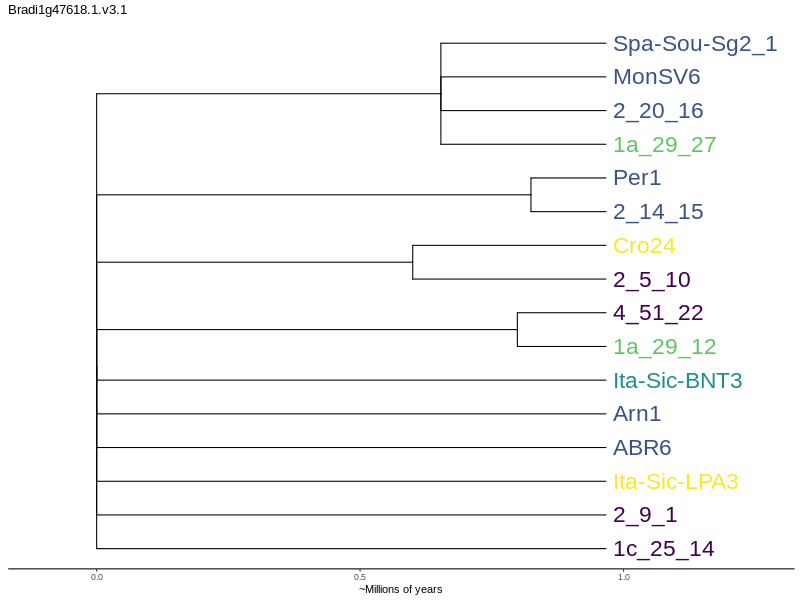 Bradi1g47618.1.v3.1
Spa-Sou-Sg2_1
MonSV6
2_20_16
1a_29_27
Per1
2_14_15
Cro24
2_5_10
4_51_22
1a_29_12
Ita-Sic-BNT3
Arn1
ABR6
Ita-Sic-LPA3
2_9_1
1c_25_14
0.0 0.5 1.0
~Millions of years